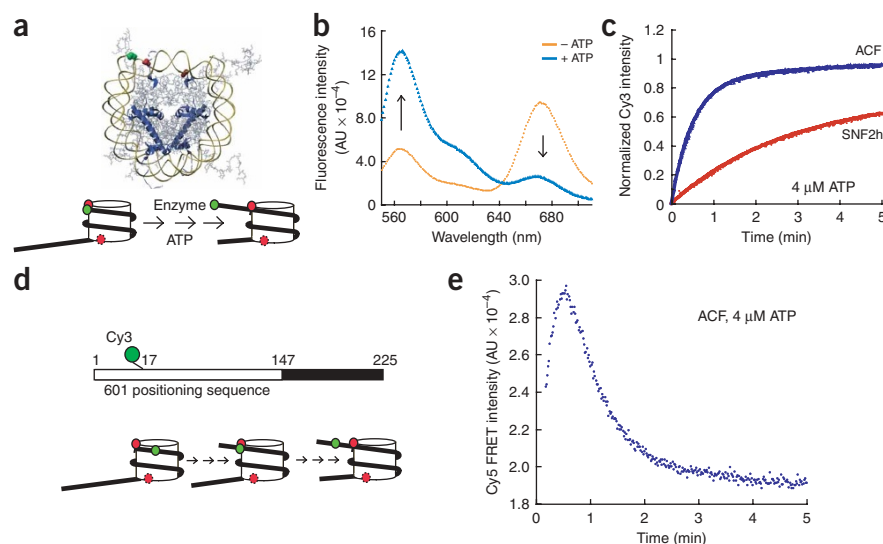 a
Enzyme
ATP
b
Fluorescence intensity
(AU × 10⁻⁴)
16
12
8.0
4.0
0
560
600
640
680
Wavelength (nm)
– ATP
+ ATP
c
Normalized Cy3 intensity
1.2
1
0.8
0.6
0.4
0.2
0
0
1
2
3
4
5
Time (min)
ACF
SNF2h
4 μM ATP
d
Cy3
1 17 147 225
601 positioning sequence
e
Cy5 FRET intensity (AU × 10⁻⁴)
3.0
2.8
2.6
2.4
2.2
2.0
1.8
0
1
2
3
4
5
Time (min)
ACF, 4 μM ATP